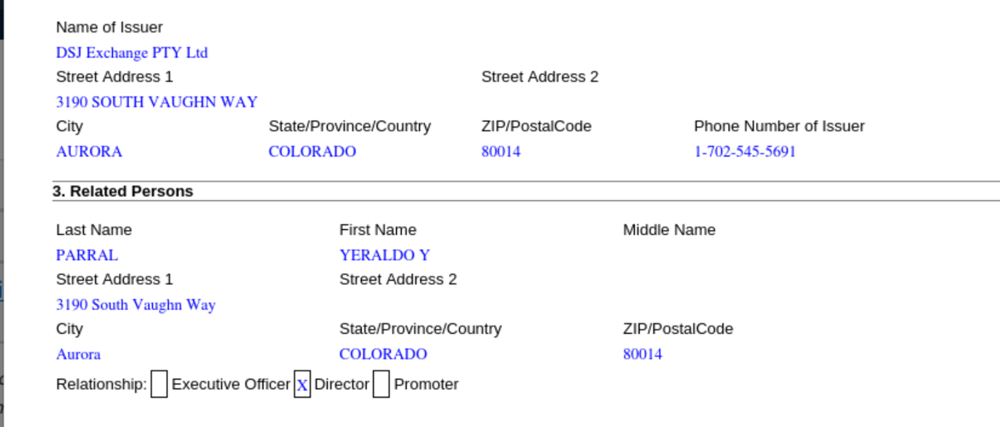 Name of Issuer
DSJ Exchange PTY Ltd
Street Address 1 Street Address 2
3190 SOUTH VAUGHN WAY
City State/Province/Country ZIP/PostalCode Phone Number of Issuer
AURORA COLORADO 80014 1-702-545-5691
3. Related Persons
Last Name First Name Middle Name
PARRAL YERALDO Y
Street Address 1 Street Address 2
3190 South Vaughn Way
City State/Province/Country ZIP/PostalCode
Aurora COLORADO 80014
Relationship: Executive Officer X Director Promoter